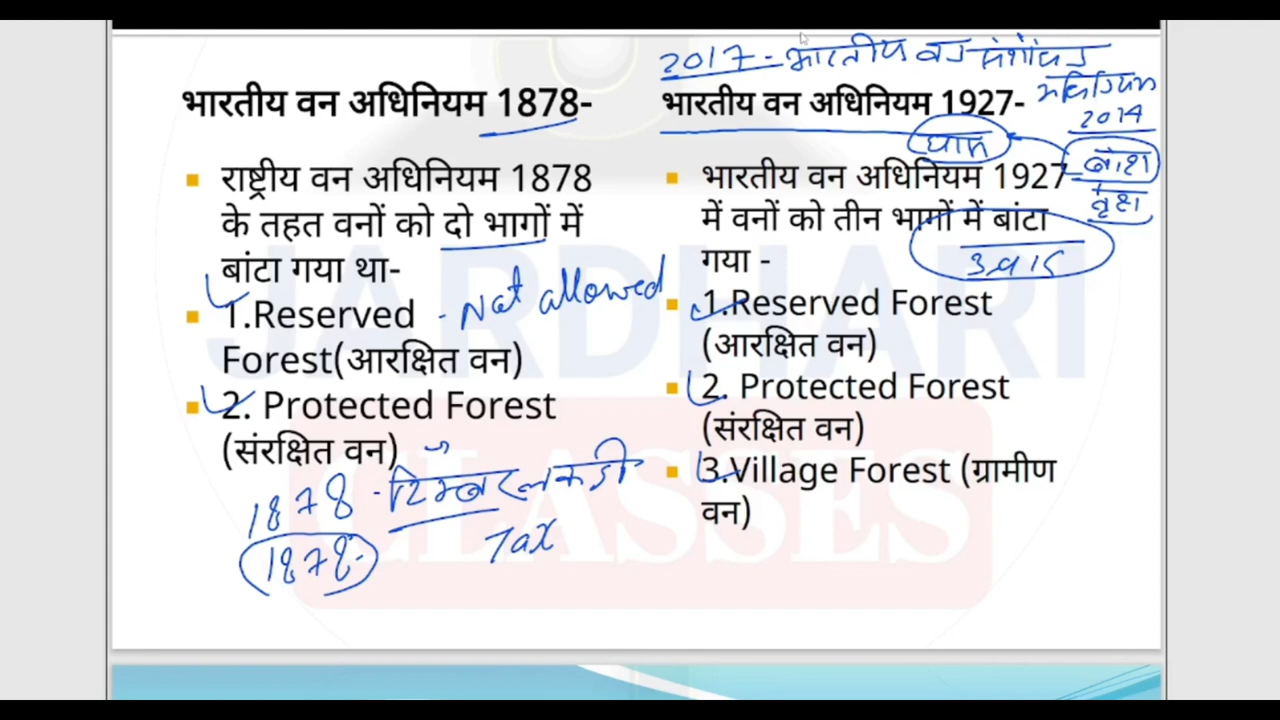 2017 - भारतीय वन संशोधन
अधिनियम
भारतीय वन अधिनियम 1878-
राष्ट्रीय वन अधिनियम 1878
के तहत वनों को दो भागों में
बांटा गया था-
1.Reserved - Not allowed
Forest(आरक्षित वन)
2. Protected Forest
(संरक्षित वन)
1878 - टिम्बर लकडी
1878- Tax
भारतीय वन अधिनियम 1927-
घास
बांश
भारतीय वन अधिनियम 1927
में वनों को तीन भागों में बांटा
गया -
1.Reserved Forest
(आरक्षित वन)
2. Protected Forest
(संरक्षित वन)
3.Village Forest (ग्रामीण
वन)
JARDHARI
CLASSES